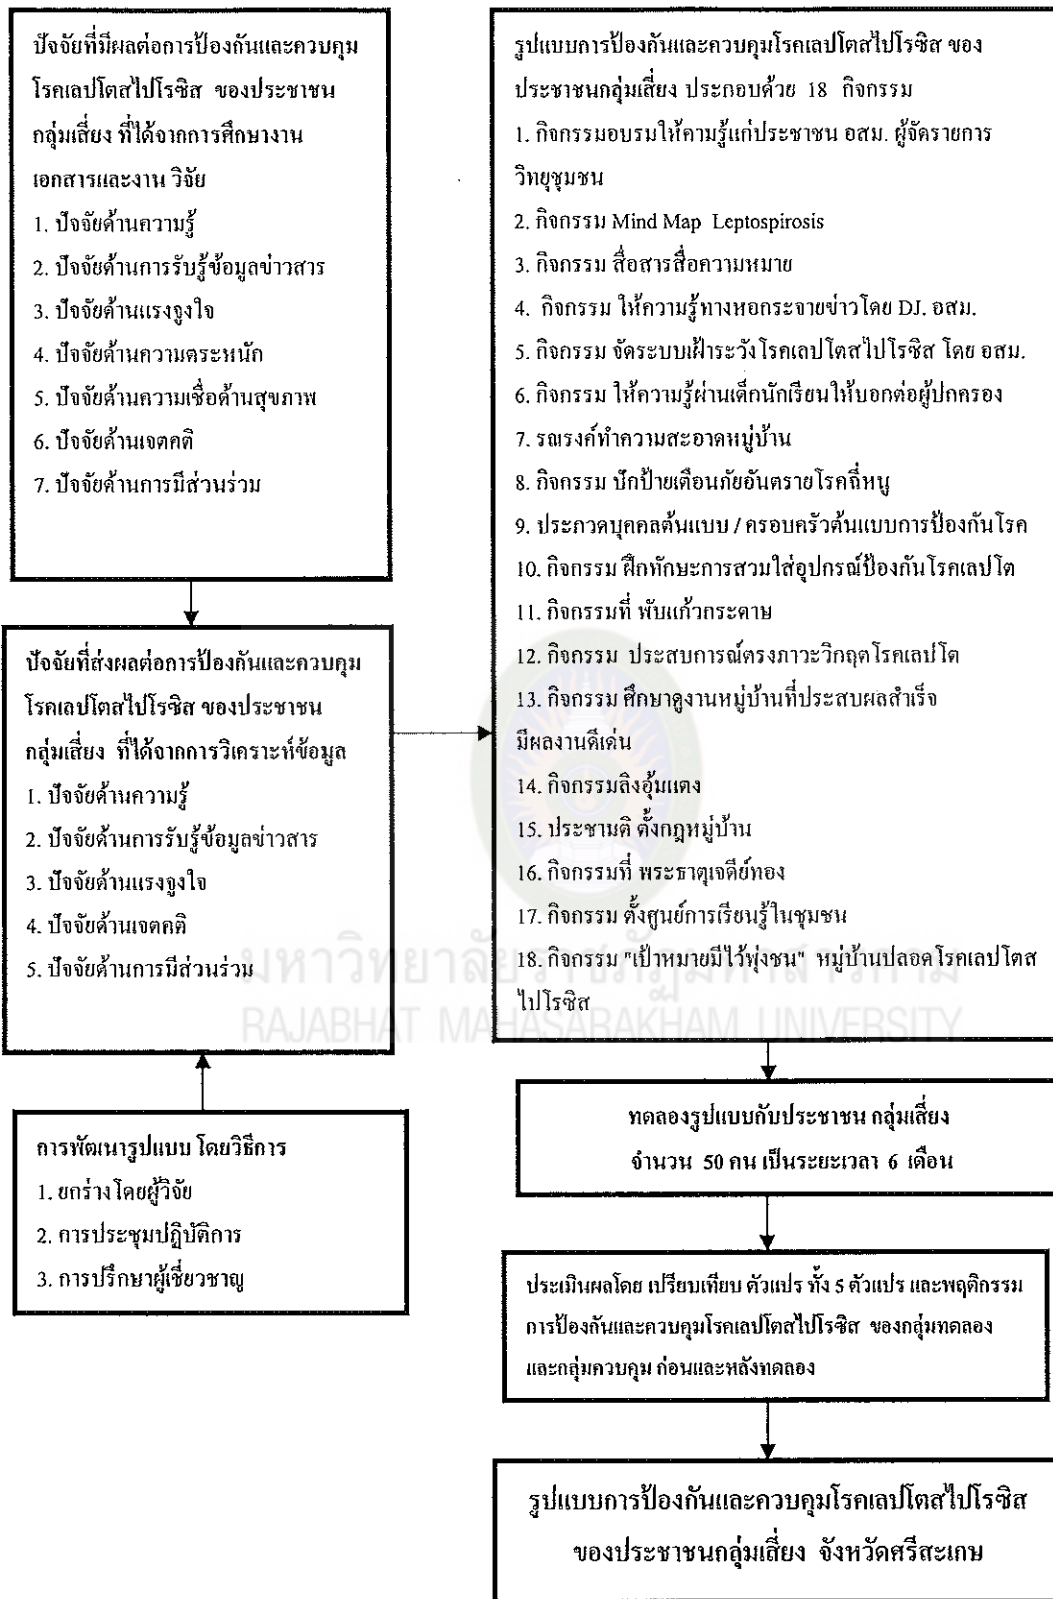 ปัจจัยที่มีผลต่อการป้องกันและควบคุม
โรคเลปโตสไปโรซิส ของประชาชน
กลุ่มเสี่ยง ที่ได้จากการศึกษางาน
เอกสารและงาน วิจัย
1. ปัจจัยด้านความรู้
2. ปัจจัยด้านการรับรู้ข้อมูลข่าวสาร
3. ปัจจัยด้านแรงจูงใจ
4. ปัจจัยด้านความตระหนัก
5. ปัจจัยด้านความเชื่อด้านสุขภาพ
6. ปัจจัยด้านเจตคติ
7. ปัจจัยด้านการมีส่วนร่วม
ปัจจัยที่ส่งผลต่อการป้องกันและควบคุม
โรคเลปโตสไปโรซิส ของประชาชน
กลุ่มเสี่ยง ที่ได้จากการวิเคราะห์ข้อมูล
1. ปัจจัยด้านความรู้
2. ปัจจัยด้านการรับรู้ข้อมูลข่าวสาร
3. ปัจจัยด้านแรงจูงใจ
4. ปัจจัยด้านเจตคติ
5. ปัจจัยด้านการมีส่วนร่วม
การพัฒนารูปแบบ โดยวิธีการ
1. ยกร่างโดยผู้วิจัย
2. การประชุมปฏิบัติการ
3. การปรึกษาผู้เชี่ยวชาญ
รูปแบบการป้องกันและควบคุมโรคเลปโตสไปโรซิส ของ
ประชาชนกลุ่มเสี่ยง ประกอบด้วย 18 กิจกรรม
1. กิจกรรมอบรมให้คามรู้แก่ประชาชน อสม. ผู้จัดรายการ
วิทยุชุมชน
2. กิจกรรม Mind Map Leptospirosis
3. กิจกรรม สื่อสารสื่อความหมาย
4. กิจกรรม ให้ความรู้ทางหอกระจายข่าวโดย DJ. อสม.
5. กิจกรรม จัดระบบเฝ้าระวังโรคเลปโตสไปโรซิส โดย อสม.
6. กิจกรรม ให้ความรู้ผ่านเด็กนักเรียนให้บอกต่อผู้ปกครอง
7. รณรงค์ทำความสะอาดหมู่บ้าน
8. กิจกรรม ปักป้ายเตือนภัยอันตรายโรคฉี่หนู
9. ประกวดบุคคลต้นแบบ / ครอบครัวต้นแบบการป้องกันโรค
10. กิจกรรม ฝึกทักษะการสวมใส่อุปกรณ์ป้องกันโรคเลปโต
11. กิจกรรมที่ พับแก้วกระดาษ
12. กิจกรรม ประสบการณ์ตรงภาวะวิกฤตโรคเลปโต
13. กิจกรรม ศึกษาดูงานหมู่บ้านที่ประสบผลสำเร็จ
มีผลงานดีเด่น
14. กิจกรรมลิงอุ้มแตง
15. ประชามติ ตั้งกฎหมู่บ้าน
16. กิจกรรมที่ พระธาตุเจดีย์ทอง
17. กิจกรรม ตั้งศูนย์การเรียนรู้ในชุมชน
18. กิจกรรม "เป้าหมายมีไว้พุ่งชน" หมู่บ้านปลอดโรคเลปโตส
ไปโรซิส
ทดลองรูปแบบกับประชาชน กลุ่มเสี่ยง
จำนวน 50 คน เป็นระยะเวลา 6 เดือน
ประเมินผลโดย เปรียบเทียบ ตัวแปร ทั้ง 5 ตัวแปร และพฤติกรรม
การป้องกันและควบคุมโรคเลปโตสไปโรซิส ของกลุ่มทดลอง
และกลุ่มควบคุม ก่อนและหลังทดลอง
รูปแบบการป้องกันและควบคุมโรคเลปโตสไปโรซิส
ของประชาชนกลุ่มเสี่ยง จังหวัดศรีสะเกษ
มหาวิทยาลัยราชภัฏมหาสารคาม
RAJABHAT MAHASARAKHAM UNIVERSITY